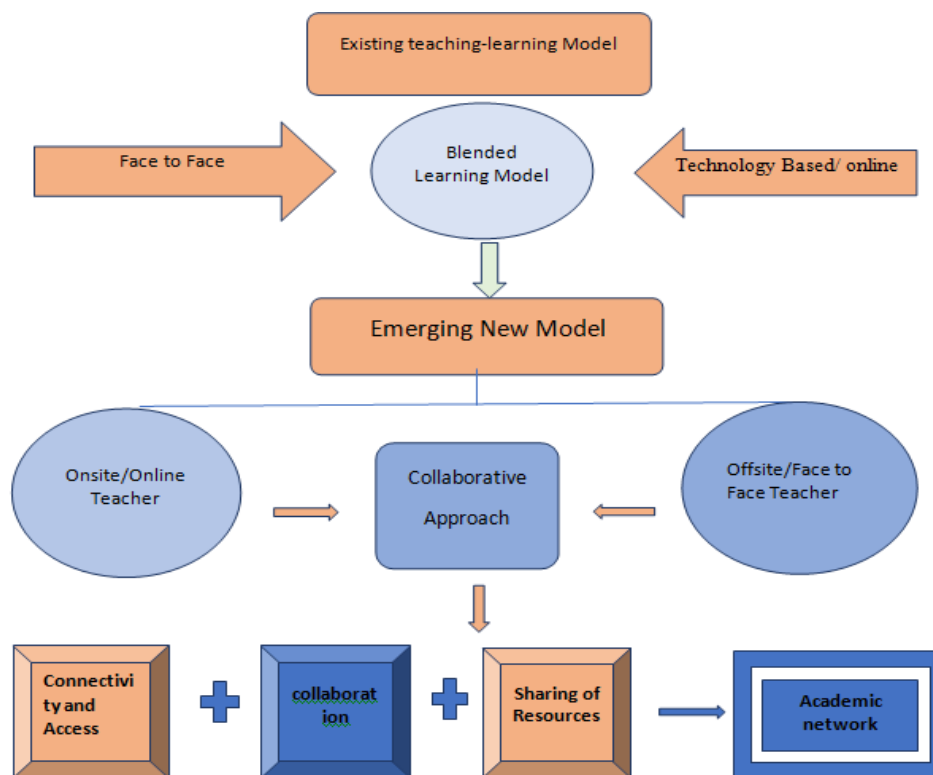 Existing teaching-learning Model
Face to Face
Blended
Learning Model
Technology Based/ online
Emerging New Model
Onsite/Online
Teacher
Collaborative
Approach
Offsite/Face to
Face Teacher
Connectivi
ty and
Access
collaborat
ion
Sharing of
Resources
Academic
network